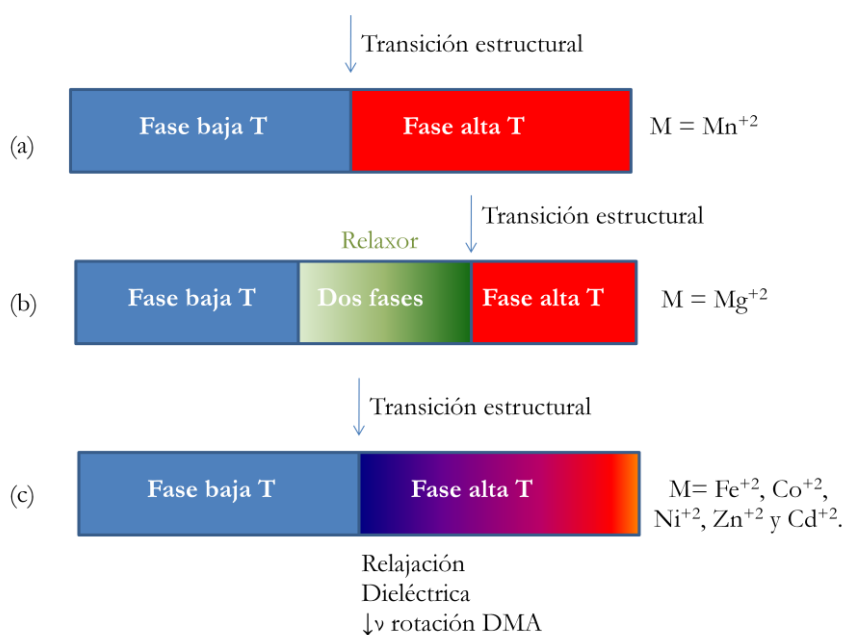 Transición estructural
(a)
Fase baja T
Fase alta T
M = Mn⁺²
Transición estructural
Relaxor
(b)
Fase baja T
Dos fases
Fase alta T
M = Mg⁺²
Transición estructural
(c)
Fase baja T
Fase alta T
M= Fe⁺², Co⁺²,
Ni⁺², Zn⁺² y Cd⁺².
Relajación
Dieléctrica
↓ν rotación DMA